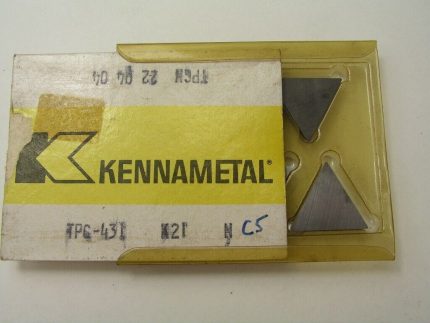 TPGN 22 04 04
KENNAMETAL®
TPG-431 K21 N C5